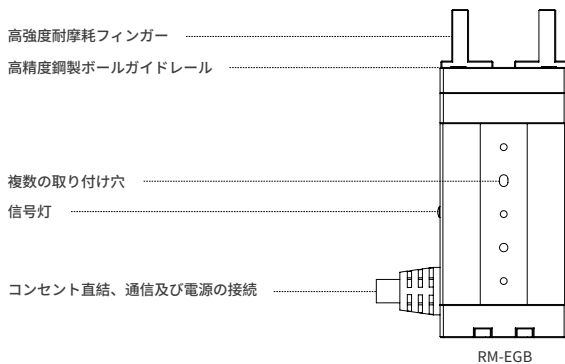 高強度耐摩耗フィンガー
高精度鋼製ボールガイドレール
複数の取り付け穴
信号灯
コンセント直結、通信及び電源の接続
RM-EGB